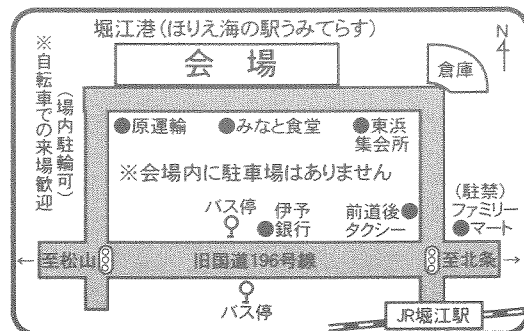 堀江港(ほりえ海の駅うみてらす)
N
会場
倉庫
※自転車での来場歓迎
(場内駐輪可)
●原運輸
●みなと食堂
●東浜
集会所
※会場内に駐車場はありません
バス停
伊予
●銀行
前道後●
タクシー
(駐禁)
ファミリー
●マート
←至松山
旧国道196号線
至北条→
バス停
JR堀江駅